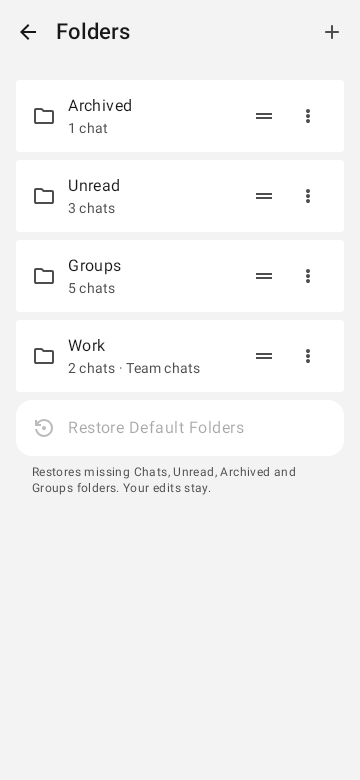 Folders
Archived
1 chat
Unread
3 chats
Groups
5 chats
Work
2 chats · Team chats
Restore Default Folders
Restores missing Chats, Unread, Archived and
Groups folders. Your edits stay.